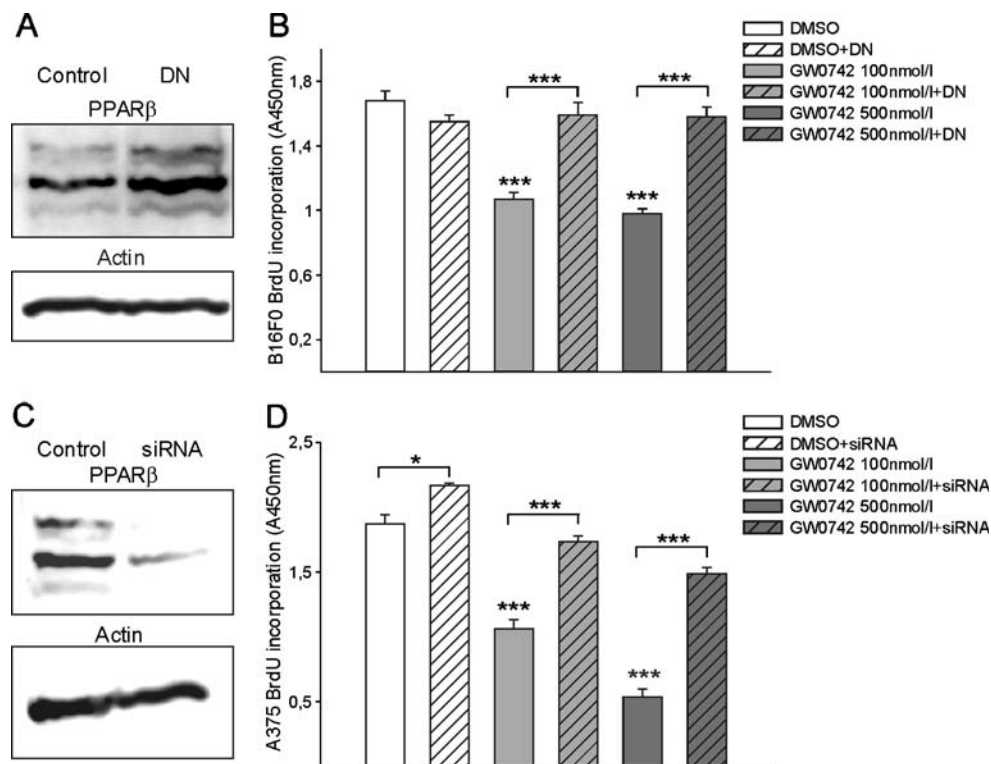 A
Control DN
PPARβ
Actin
B
B16F0 BrdU incorporation (A450nm)
1,8
1,4
1
0,6
0,2
***
***
***
***
DMSO
DMSO+DN
GW0742 100nmol/l
GW0742 100nmol/l+DN
GW0742 500nmol/l
GW0742 500nmol/l+DN
C
Control siRNA
PPARβ
Actin
D
A375 BrdU incorporation (A450nm)
2,5
1,5
0,5
*
***
***
***
***
DMSO
DMSO+siRNA
GW0742 100nmol/l
GW0742 100nmol/l+siRNA
GW0742 500nmol/l
GW0742 500nmol/l+siRNA